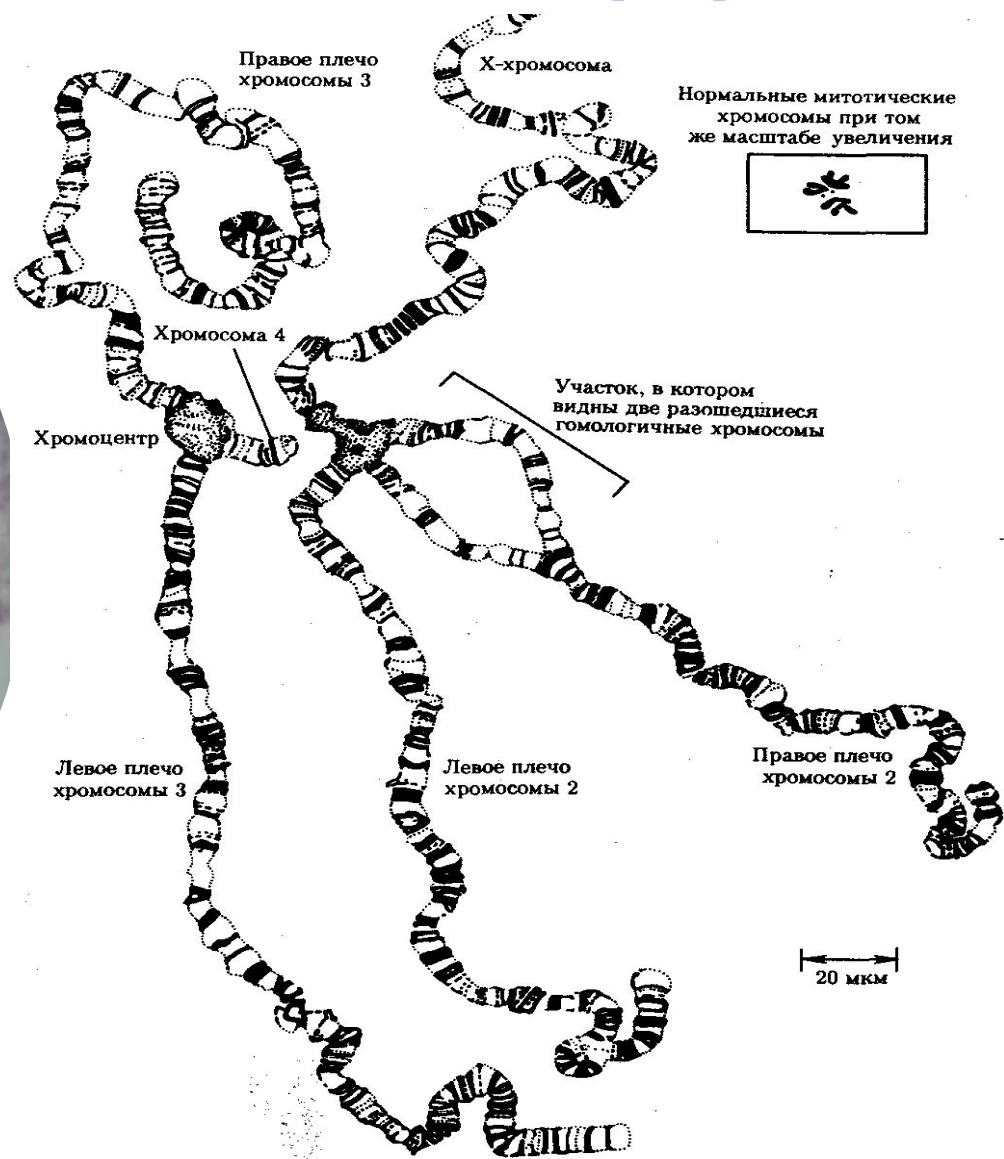 Правое плечо
хромосомы 3
X-хромосома
Нормальные митотические
хромосомы при том
же масштабе увеличения
Хромосома 4
Участок, в котором
видны две разошедшиеся
гомологичные хромосомы
Хромоцентр
Левое плечо
хромосомы 3
Левое плечо
хромосомы 2
Правое плечо
хромосомы 2
20 мкм